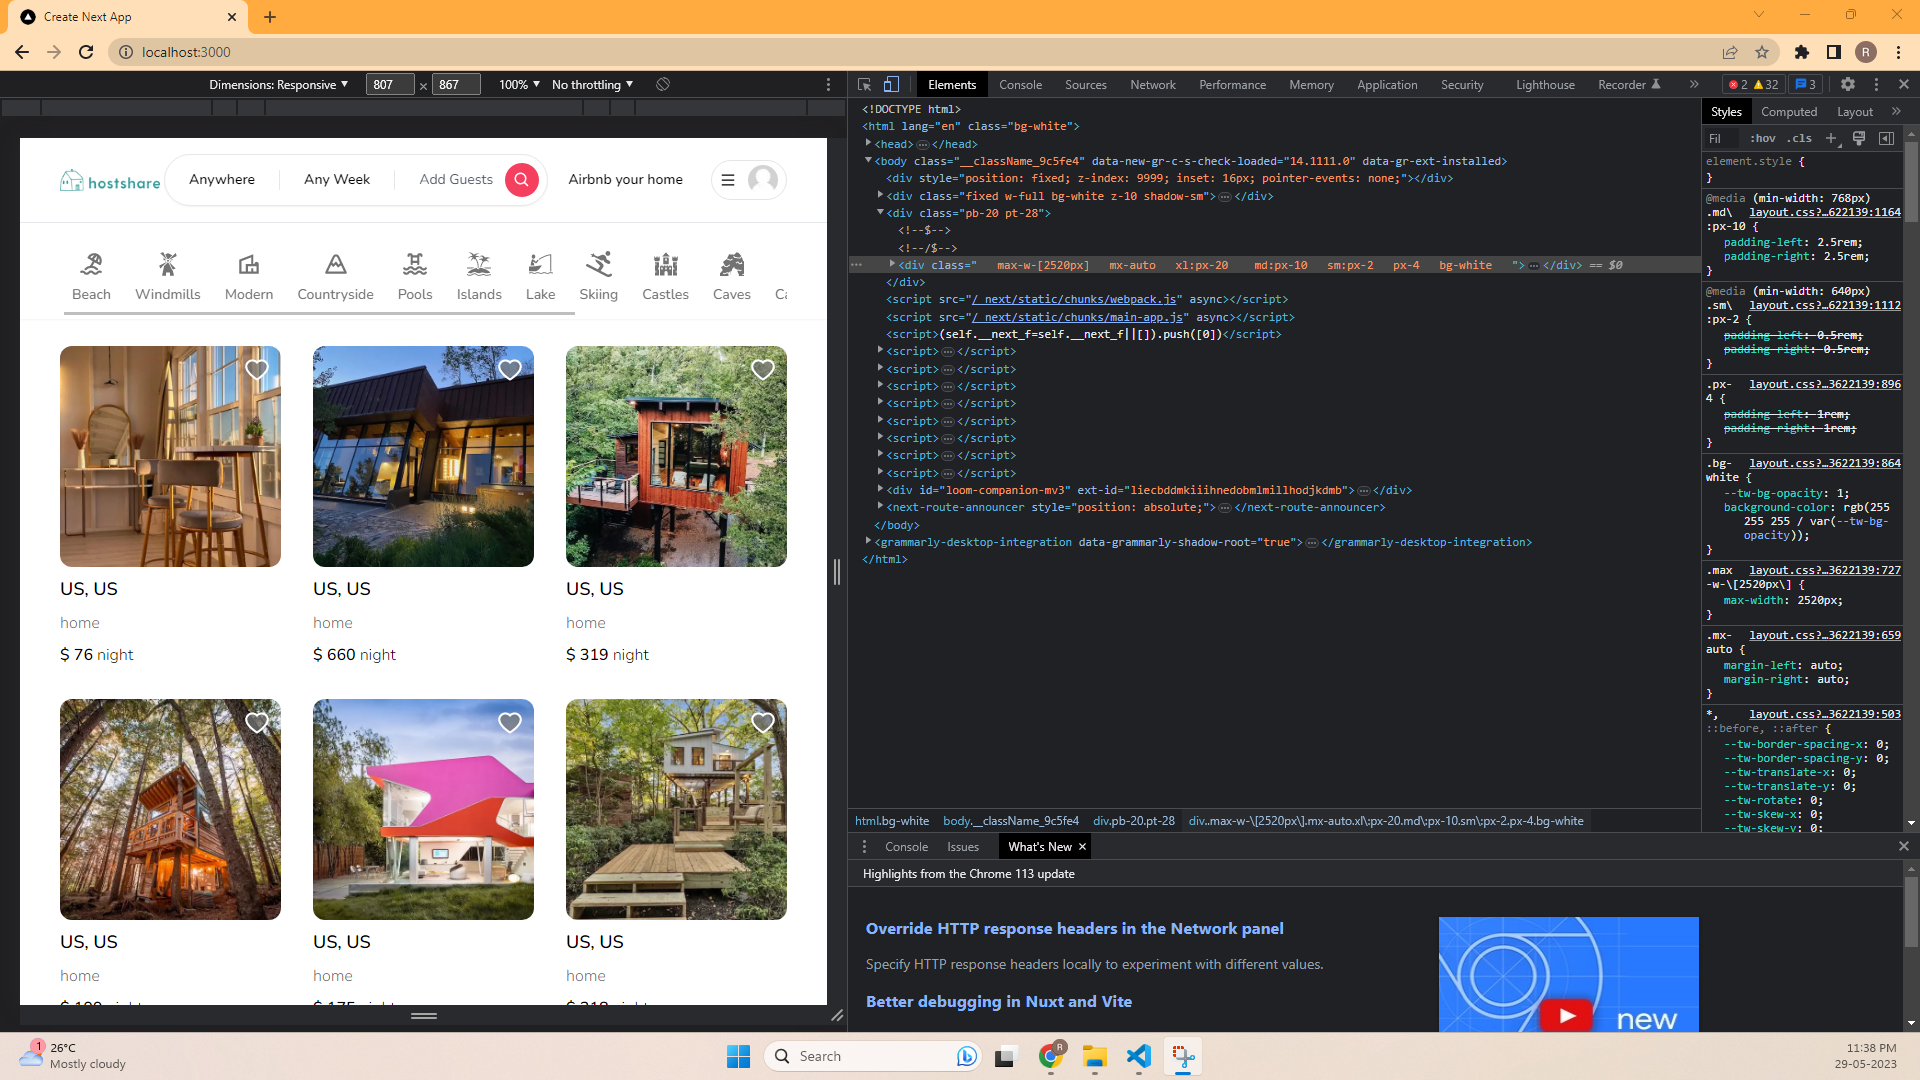 Create Next App
localhost:3000
R
Dimensions: Responsive
807 × 867
100%
No throttling
hostshare
Anywhere
Any Week
Add Guests
Airbnb your home
Beach
Windmills
Modern
Countryside
Pools
Islands
Lake
Skiing
Castles
Caves
US, US
home
$ 76 night
US, US
home
$ 660 night
US, US
home
$ 319 night
US, US
home
US, US
home
US, US
home
Elements
Console
Sources
Network
Performance
Memory
Application
Security
Lighthouse
Recorder
2
32
3
<!DOCTYPE html>
<html lang="en" class="bg-white">
<head>…</head>
<body class="__className_9c5fe4" data-new-gr-c-s-check-loaded="14.1111.0" data-gr-ext-installed>
<div style="position: fixed; z-index: 9999; inset: 16px; pointer-events: none;"></div>
<div class="fixed w-full bg-white z-10 shadow-sm">…</div>
<div class="pb-20 pt-28">
<!--$-->
<!--/$-->
<div class=" max-w-[2520px] mx-auto xl:px-20 md:px-10 sm:px-2 px-4 bg-white ">…</div> == $0
</div>
<script src="/_next/static/chunks/webpack.js" async></script>
<script src="/_next/static/chunks/main-app.js" async></script>
<script>(self.__next_f=self.__next_f||[]).push([0])</script>
<script>…</script>
<script>…</script>
<script>…</script>
<script>…</script>
<script>…</script>
<script>…</script>
<script>…</script>
<script>…</script>
<div id="loom-companion-mv3" ext-id="liecbddmkiiihnedobmlmillhodjkdmb">…</div>
<next-route-announcer style="position: absolute;">…</next-route-announcer>
</body>
<grammarly-desktop-integration data-grammarly-shadow-root="true">…</grammarly-desktop-integration>
</html>
html.bg-white
body.__className_9c5fe4
div.pb-20.pt-28
div..max-w-\[2520px\].mx-auto.xl\:px-20.md\:px-10.sm\:px-2.px-4.bg-white
Styles
Computed
Layout
Fil
:hov
.cls
element.style {
}
@media (min-width: 768px)
.md\ layout.css?…622139:1164
:px-10 {
padding-left: 2.5rem;
padding-right: 2.5rem;
}
@media (min-width: 640px)
.sm\ layout.css?…622139:1112
:px-2 {
padding-left: 0.5rem;
padding-right: 0.5rem;
}
.px- layout.css?…3622139:896
4 {
padding-left: 1rem;
padding-right: 1rem;
}
.bg- layout.css?…3622139:864
white {
--tw-bg-opacity: 1;
background-color: rgb(255
255 255 / var(--tw-bg-
opacity));
}
.max layout.css?…3622139:727
-w-\[2520px\] {
max-width: 2520px;
}
.mx- layout.css?…3622139:659
auto {
margin-left: auto;
margin-right: auto;
}
*, layout.css?…3622139:503
::before, ::after {
--tw-border-spacing-x: 0;
--tw-border-spacing-y: 0;
--tw-translate-x: 0;
--tw-translate-y: 0;
--tw-rotate: 0;
--tw-skew-x: 0;
--tw-skew-y: 0;
Console
Issues
What's New
Highlights from the Chrome 113 update
Override HTTP response headers in the Network panel
Specify HTTP response headers locally to experiment with different values.
Better debugging in Nuxt and Vite
new
1
26°C
Mostly cloudy
Search
R
11:38 PM
29-05-2023